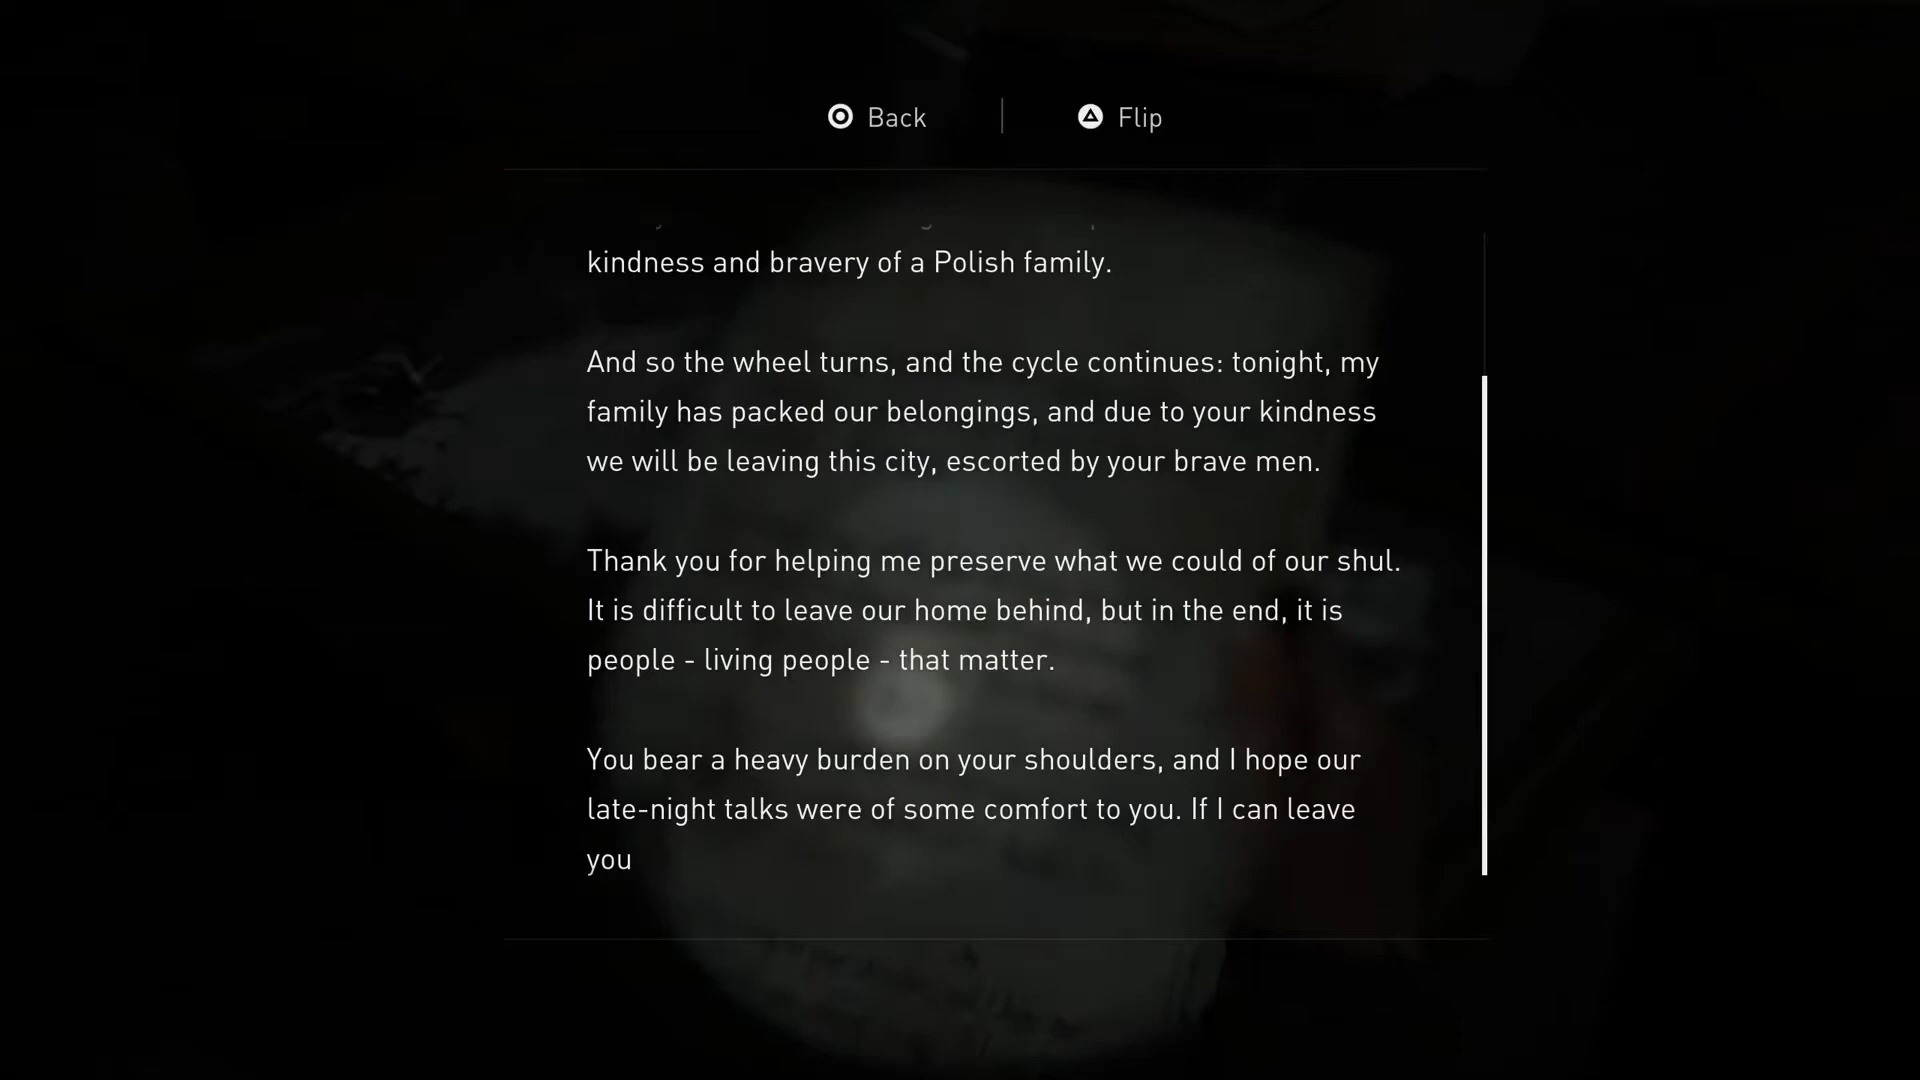 Back
Flip
kindness and bravery of a Polish family.
And so the wheel turns, and the cycle continues: tonight, my
family has packed our belongings, and due to your kindness
we will be leaving this city, escorted by your brave men.
Thank you for helping me preserve what we could of our shul.
It is difficult to leave our home behind, but in the end, it is
people - living people - that matter.
You bear a heavy burden on your shoulders, and I hope our
late-night talks were of some comfort to you. If I can leave
you